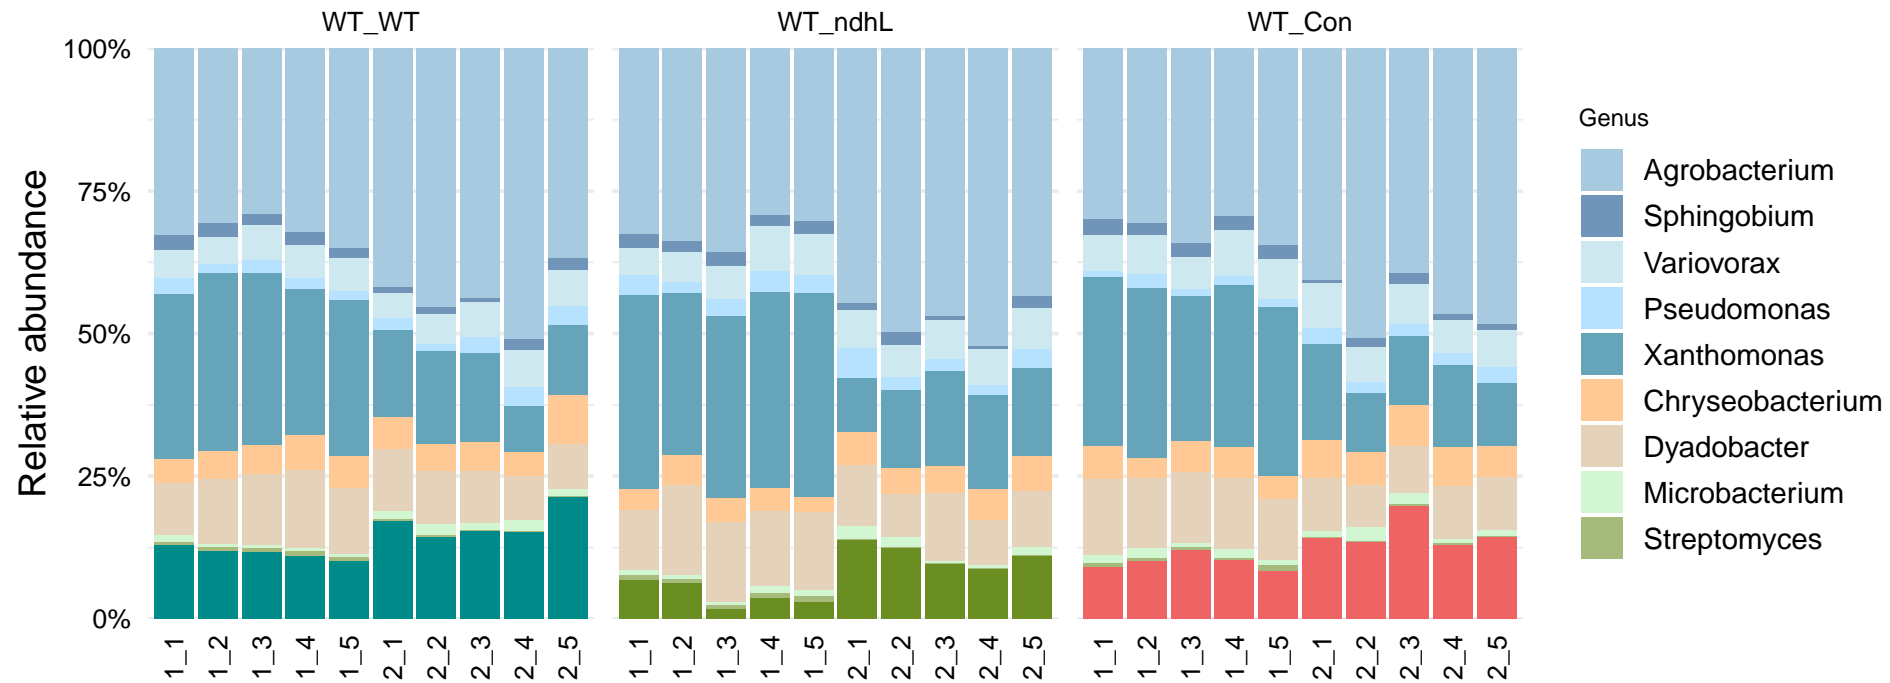 WT_WT
WT_ndhL
WT_Con
Relative abundance
100%
75%
50%
25%
0%
1_1 1_2 1_3 1_4 1_5 2_1 2_2 2_3 2_4 2_5
1_1 1_2 1_3 1_4 1_5 2_1 2_2 2_3 2_4 2_5
1_1 1_2 1_3 1_4 1_5 2_1 2_2 2_3 2_4 2_5
Genus
Agrobacterium
Sphingobium
Variovorax
Pseudomonas
Xanthomonas
Chryseobacterium
Dyadobacter
Microbacterium
Streptomyces